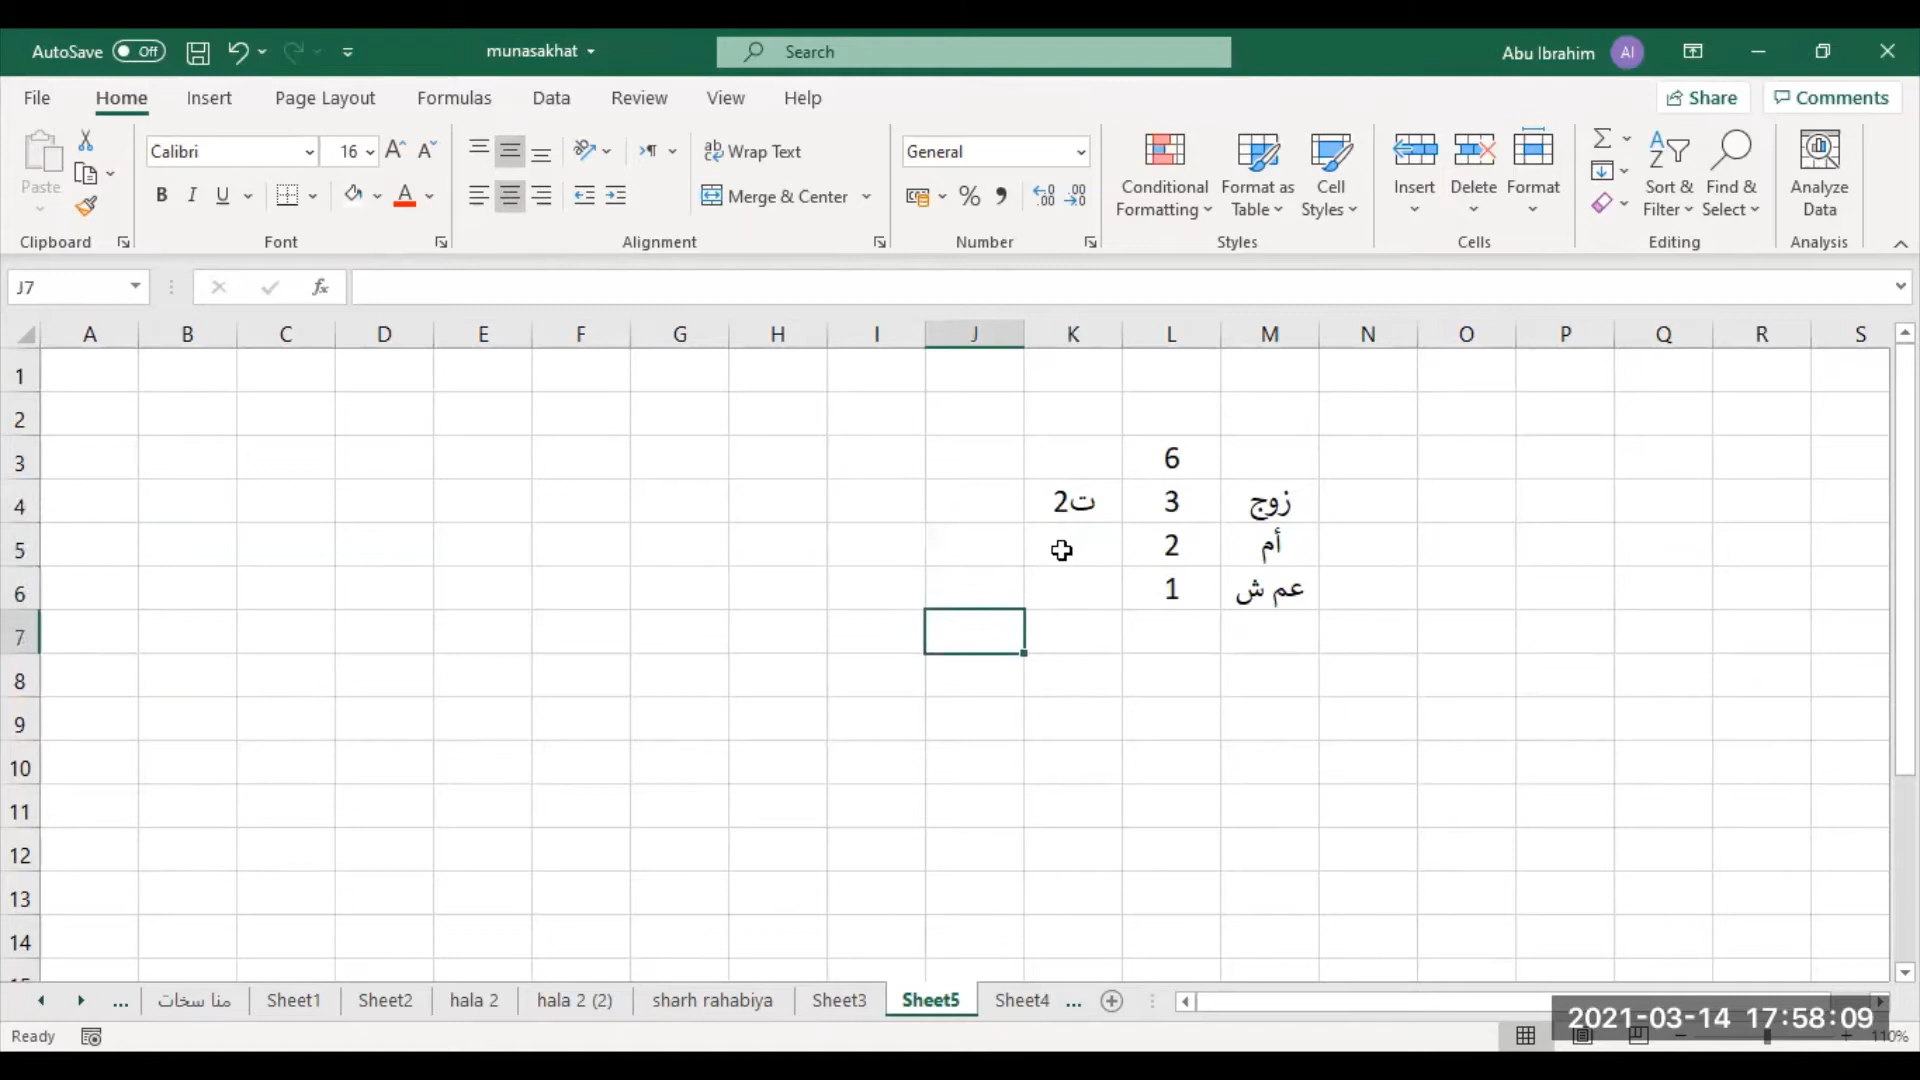 AutoSave Off munasakhat Search Abu Ibrahim AI
File Home Insert Page Layout Formulas Data Review View Help Share Comments
Paste Calibri 16 Wrap Text General Conditional Formatting Format as Table Cell Styles Insert Delete Format Sort & Filter Find & Select Analyze Data
B I U Merge & Center
Clipboard Font Alignment Number Styles Cells Editing Analysis
J7 fx
A B C D E F G H I J K L M N O P Q R S
1
2
3 6
4 ت2 3 زوج
5 2 أم
6 1 عم ش
7
8
9
10
11
12
13
14
... منا سخات Sheet1 Sheet2 hala 2 hala 2 (2) sharh rahabiya Sheet3 Sheet5 Sheet4 ...
2021-03-14 17:58:09
Ready 110%